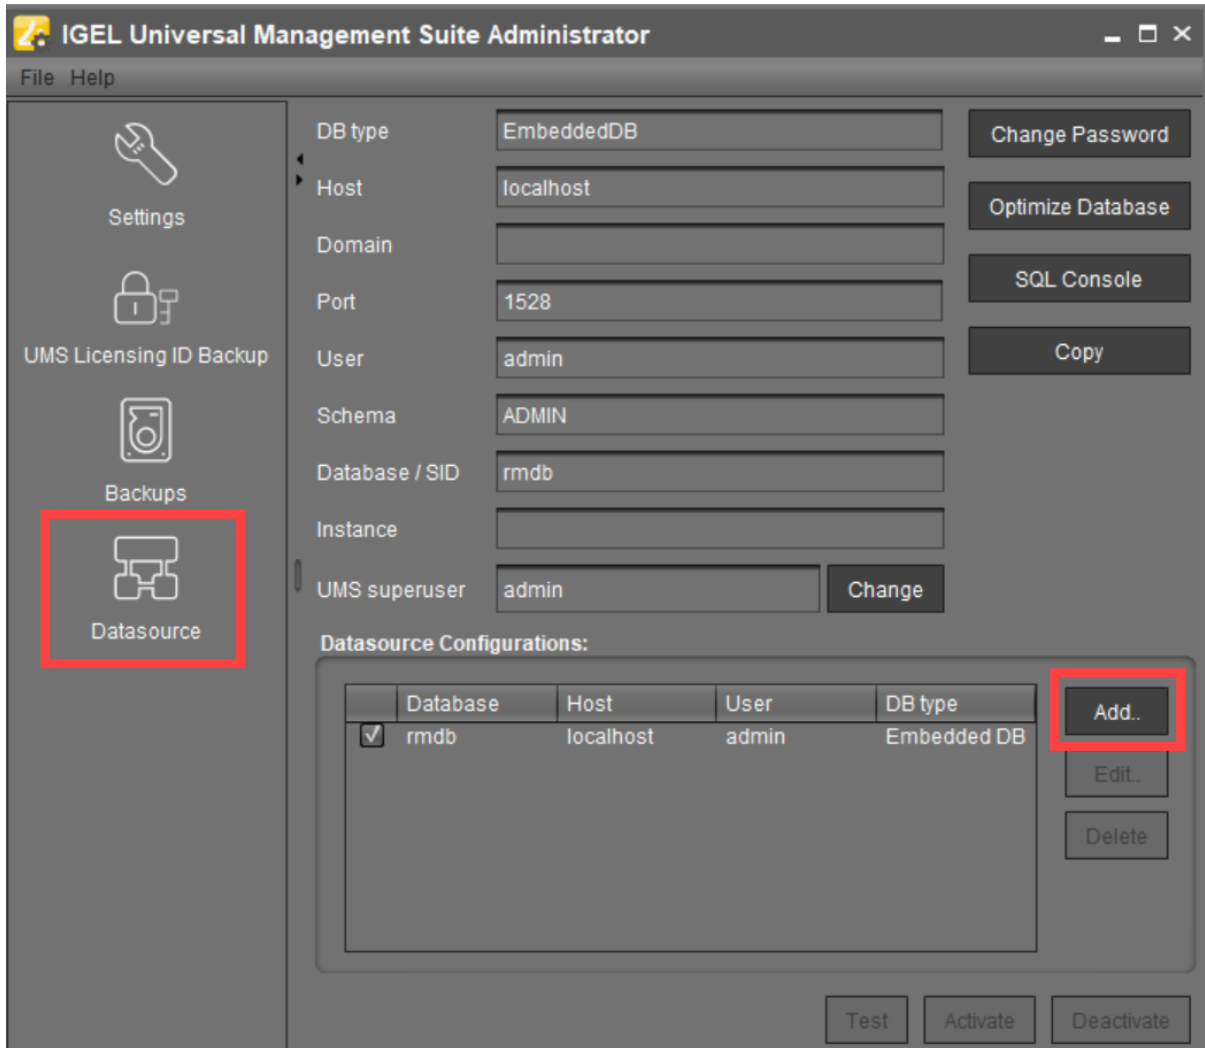 IGEL Universal Management Suite Administrator
File Help
Settings
UMS Licensing ID Backup
Backups
Datasource
DB type EmbeddedDB
Host localhost
Domain
Port 1528
User admin
Schema ADMIN
Database / SID rmdb
Instance
UMS superuser admin Change
Change Password
Optimize Database
SQL Console
Copy
Datasource Configurations:
Database Host User DB type
rmdb localhost admin Embedded DB
Add..
Edit..
Delete
Test Activate Deactivate